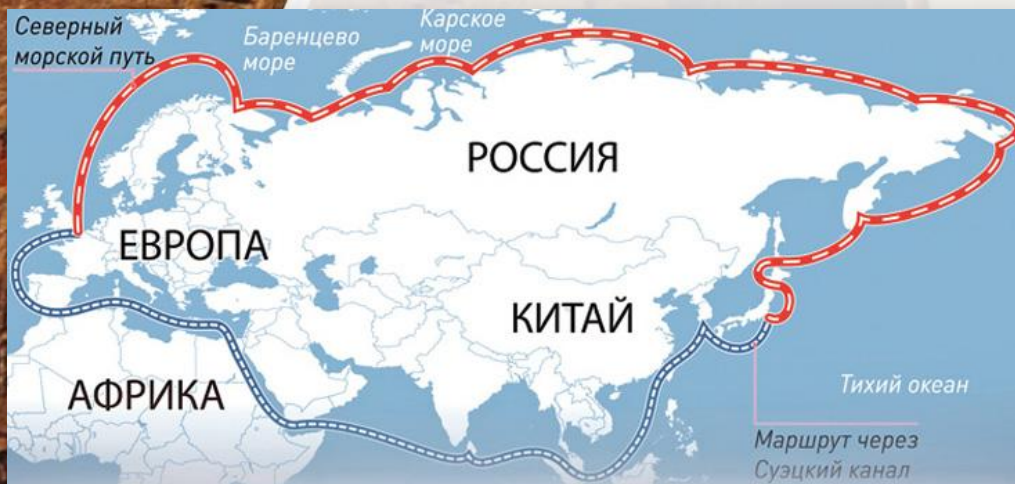 Северный
морской путь
Баренцево
море
Карское
море
РОССИЯ
ЕВРОПА
КИТАЙ
АФРИКА
Тихий океан
Маршрут через
Суэцкий канал